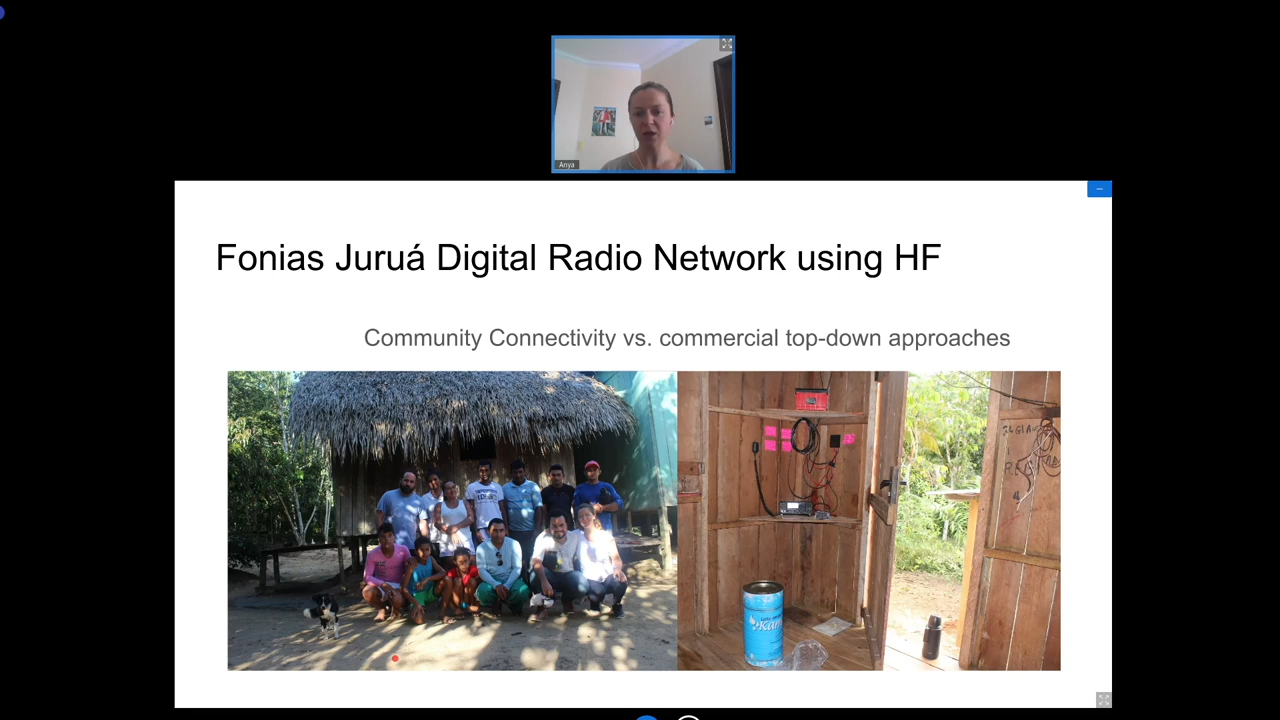 Anya
Fonias Juruá Digital Radio Network using HF
Community Connectivity vs. commercial top-down approaches